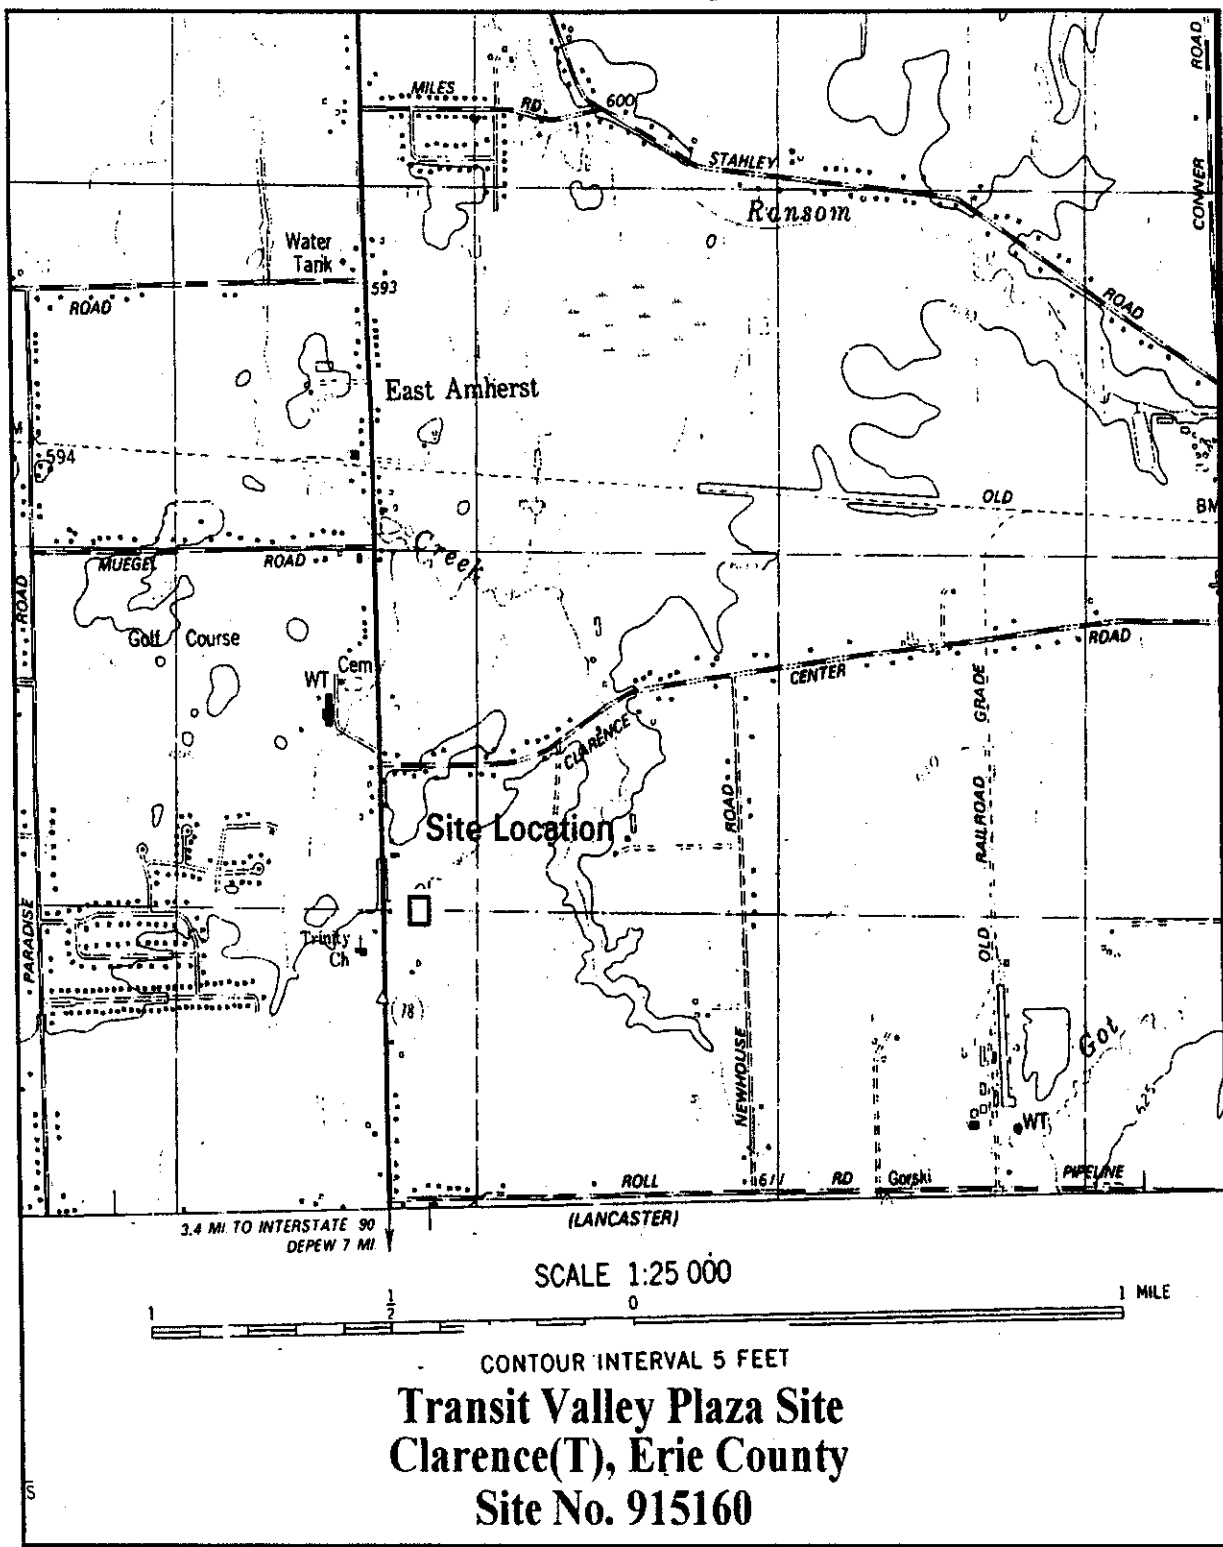 MILES
RD
600
STAHLEY
Ransom
CONNER
ROAD
Water
Tank
593
ROAD
ROAD
East Amherst
594
OLD
BM
Creek
MUEGEL
ROAD
ROAD
Golf Course
Cem
WT
CENTER
ROAD
CLARENCE
Site Location
ROAD
OLD RAILROAD GRADE
610
PARADISE
Trinity
Ch
(78)
NEWHOUSE
Got
625
WT
ROLL
611
RD
Gorski
PIPELINE
3.4 MI. TO INTERSTATE 90
DEPEW 7 MI.
(LANCASTER)
SCALE 1:25 000
1 1/2 0 1 MILE
CONTOUR INTERVAL 5 FEET
Transit Valley Plaza Site
Clarence(T), Erie County
Site No. 915160
S